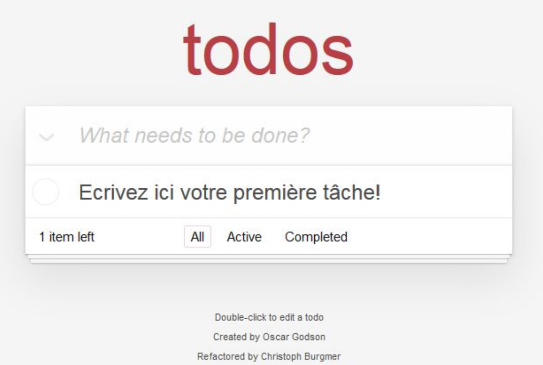 todos
What needs to be done?
Ecrivez ici votre première tâche!
1 item left All Active Completed
Double-click to edit a todo
Created by Oscar Godson
Refactored by Christoph Burgmer